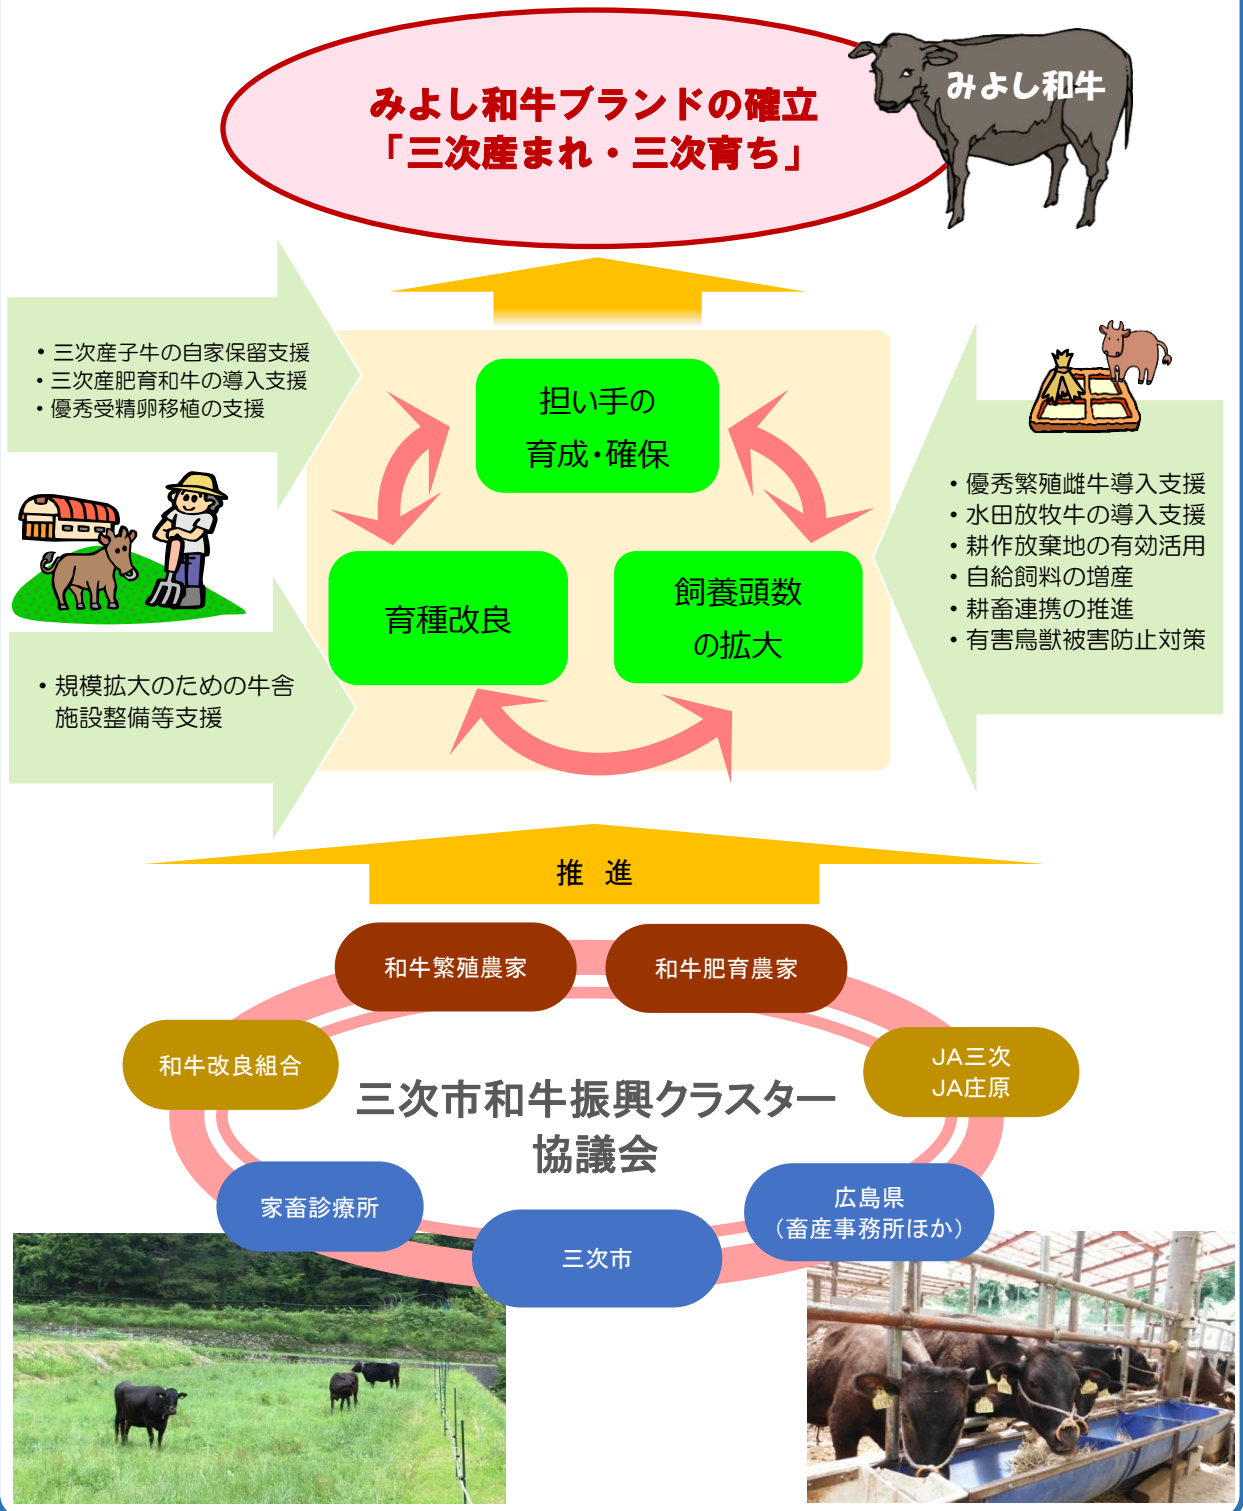 みよし和牛ブランドの確立
「三次産まれ・三次育ち」
みよし和牛
・三次産子牛の自家保留支援
・三次産肥育和牛の導入支援
・優秀受精卵移植の支援
担い手の
育成・確保
育種改良
飼養頭数
の拡大
・優秀繁殖雌牛導入支援
・水田放牧牛の導入支援
・耕作放棄地の有効活用
・自給飼料の増産
・耕畜連携の推進
・有害鳥獣被害防止対策
・規模拡大のための牛舎
施設整備等支援
推 進
和牛繁殖農家
和牛肥育農家
和牛改良組合
JA三次
JA庄原
三次市和牛振興クラスター
協議会
家畜診療所
三次市
広島県
（畜産事務所ほか）